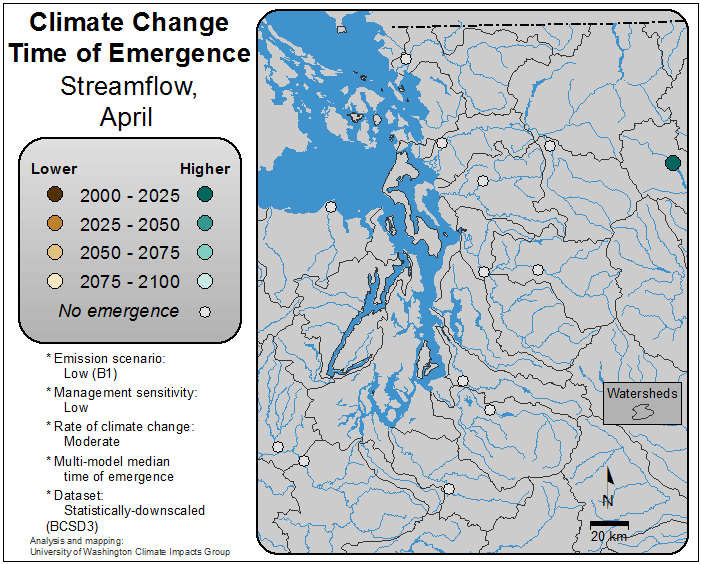 Climate Change
Time of Emergence
Streamflow,
April
Lower Higher
2000 - 2025
2025 - 2050
2050 - 2075
2075 - 2100
No emergence
* Emission scenario:
Low (B1)
* Management sensitivity:
Low
* Rate of climate change:
Moderate
* Multi-model median
time of emergence
* Dataset:
Statistically-downscaled
(BCSD3)
Analysis and mapping:
University of Washington Climate Impacts Group
Watersheds
N
20 km